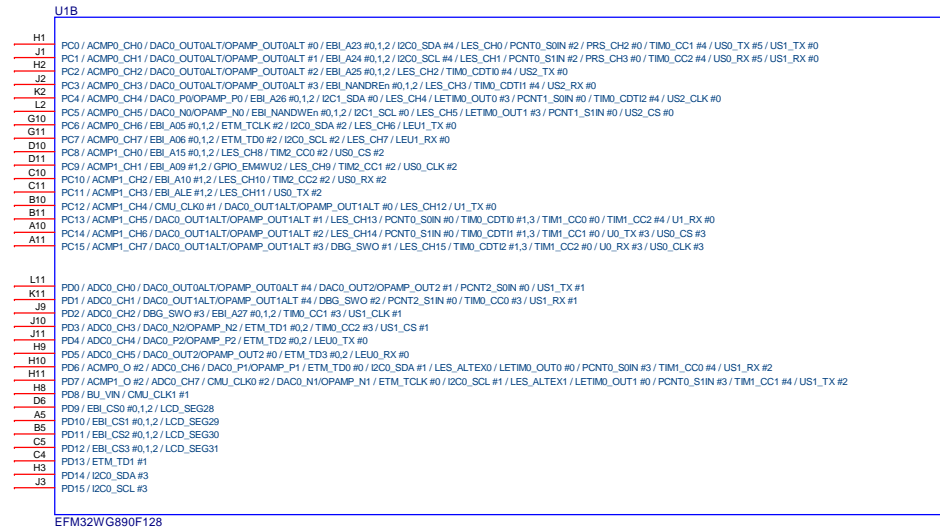 U1B
H1 PC0 / ACMP0_CH0 / DAC0_OUT0ALT/OPAMP_OUT0ALT #0 / EBI_A23 #0,1,2 / I2C0_SDA #4 / LES_CH0 / PCNT0_S0IN #2 / PRS_CH2 #0 / TIM0_CC1 #4 / US0_TX #5 / US1_TX #0
J1 PC1 / ACMP0_CH1 / DAC0_OUT0ALT/OPAMP_OUT0ALT #1 / EBI_A24 #0,1,2 / I2C0_SCL #4 / LES_CH1 / PCNT0_S1IN #2 / PRS_CH3 #0 / TIM0_CC2 #4 / US0_RX #5 / US1_RX #0
H2 PC2 / ACMP0_CH2 / DAC0_OUT0ALT/OPAMP_OUT0ALT #2 / EBI_A25 #0,1,2 / LES_CH2 / TIM0_CDTI0 #4 / US2_TX #0
J2 PC3 / ACMP0_CH3 / DAC0_OUT0ALT/OPAMP_OUT0ALT #3 / EBI_NANDREn #0,1,2 / LES_CH3 / TIM0_CDTI1 #4 / US2_RX #0
K2 PC4 / ACMP0_CH4 / DAC0_P0/OPAMP_P0 / EBI_A26 #0,1,2 / I2C1_SDA #0 / LES_CH4 / LETIM0_OUT0 #3 / PCNT1_S0IN #0 / TIM0_CDTI2 #4 / US2_CLK #0
L2 PC5 / ACMP0_CH5 / DAC0_N0/OPAMP_N0 / EBI_NANDWEn #0,1,2 / I2C1_SCL #0 / LES_CH5 / LETIM0_OUT1 #3 / PCNT1_S1IN #0 / US2_CS #0
G10 PC6 / ACMP0_CH6 / EBI_A05 #0,1,2 / ETM_TCLK #2 / I2C0_SDA #2 / LES_CH6 / LEU1_TX #0
G11 PC7 / ACMP0_CH7 / EBI_A06 #0,1,2 / ETM_TD0 #2 / I2C0_SCL #2 / LES_CH7 / LEU1_RX #0
D10 PC8 / ACMP1_CH0 / EBI_A15 #0,1,2 / LES_CH8 / TIM2_CC0 #2 / US0_CS #2
D11 PC9 / ACMP1_CH1 / EBI_A09 #1,2 / GPIO_EM4WU2 / LES_CH9 / TIM2_CC1 #2 / US0_CLK #2
C10 PC10 / ACMP1_CH2 / EBI_A10 #1,2 / LES_CH10 / TIM2_CC2 #2 / US0_RX #2
C11 PC11 / ACMP1_CH3 / EBI_ALE #1,2 / LES_CH11 / US0_TX #2
B10 PC12 / ACMP1_CH4 / CMU_CLK0 #1 / DAC0_OUT1ALT/OPAMP_OUT1ALT #0 / LES_CH12 / U1_TX #0
B11 PC13 / ACMP1_CH5 / DAC0_OUT1ALT/OPAMP_OUT1ALT #1 / LES_CH13 / PCNT0_S0IN #0 / TIM0_CDTI0 #1,3 / TIM1_CC0 #0 / TIM1_CC2 #4 / U1_RX #0
A10 PC14 / ACMP1_CH6 / DAC0_OUT1ALT/OPAMP_OUT1ALT #2 / LES_CH14 / PCNT0_S1IN #0 / TIM0_CDTI1 #1,3 / TIM1_CC1 #0 / U0_TX #3 / US0_CS #3
A11 PC15 / ACMP1_CH7 / DAC0_OUT1ALT/OPAMP_OUT1ALT #3 / DBG_SWO #1 / LES_CH15 / TIM0_CDTI2 #1,3 / TIM1_CC2 #0 / U0_RX #3 / US0_CLK #3
L11 PD0 / ADC0_CH0 / DAC0_OUT0ALT/OPAMP_OUT0ALT #4 / DAC0_OUT2/OPAMP_OUT2 #1 / PCNT2_S0IN #0 / US1_TX #1
K11 PD1 / ADC0_CH1 / DAC0_OUT1ALT/OPAMP_OUT1ALT #4 / DBG_SWO #2 / PCNT2_S1IN #0 / TIM0_CC0 #3 / US1_RX #1
J9 PD2 / ADC0_CH2 / DBG_SWO #3 / EBI_A27 #0,1,2 / TIM0_CC1 #3 / US1_CLK #1
J10 PD3 / ADC0_CH3 / DAC0_N2/OPAMP_N2 / ETM_TD1 #0,2 / TIM0_CC2 #3 / US1_CS #1
J11 PD4 / ADC0_CH4 / DAC0_P2/OPAMP_P2 / ETM_TD2 #0,2 / LEU0_TX #0
H9 PD5 / ADC0_CH5 / DAC0_OUT2/OPAMP_OUT2 #0 / ETM_TD3 #0,2 / LEU0_RX #0
H10 PD6 / ACMP0_O #2 / ADC0_CH6 / DAC0_P1/OPAMP_P1 / ETM_TD0 #0 / I2C0_SDA #1 / LES_ALTEX0 / LETIM0_OUT0 #0 / PCNT0_S0IN #3 / TIM1_CC0 #4 / US1_RX #2
H11 PD7 / ACMP1_O #2 / ADC0_CH7 / CMU_CLK0 #2 / DAC0_N1/OPAMP_N1 / ETM_TCLK #0 / I2C0_SCL #1 / LES_ALTEX1 / LETIM0_OUT1 #0 / PCNT0_S1IN #3 / TIM1_CC1 #4 / US1_TX #2
H8 PD8 / BU_VIN / CMU_CLK1 #1
D6 PD9 / EBI_CS0 #0,1,2 / LCD_SEG28
A5 PD10 / EBI_CS1 #0,1,2 / LCD_SEG29
B5 PD11 / EBI_CS2 #0,1,2 / LCD_SEG30
C5 PD12 / EBI_CS3 #0,1,2 / LCD_SEG31
C4 PD13 / ETM_TD1 #1
H3 PD14 / I2C0_SDA #3
J3 PD15 / I2C0_SCL #3
EFM32WG890F128